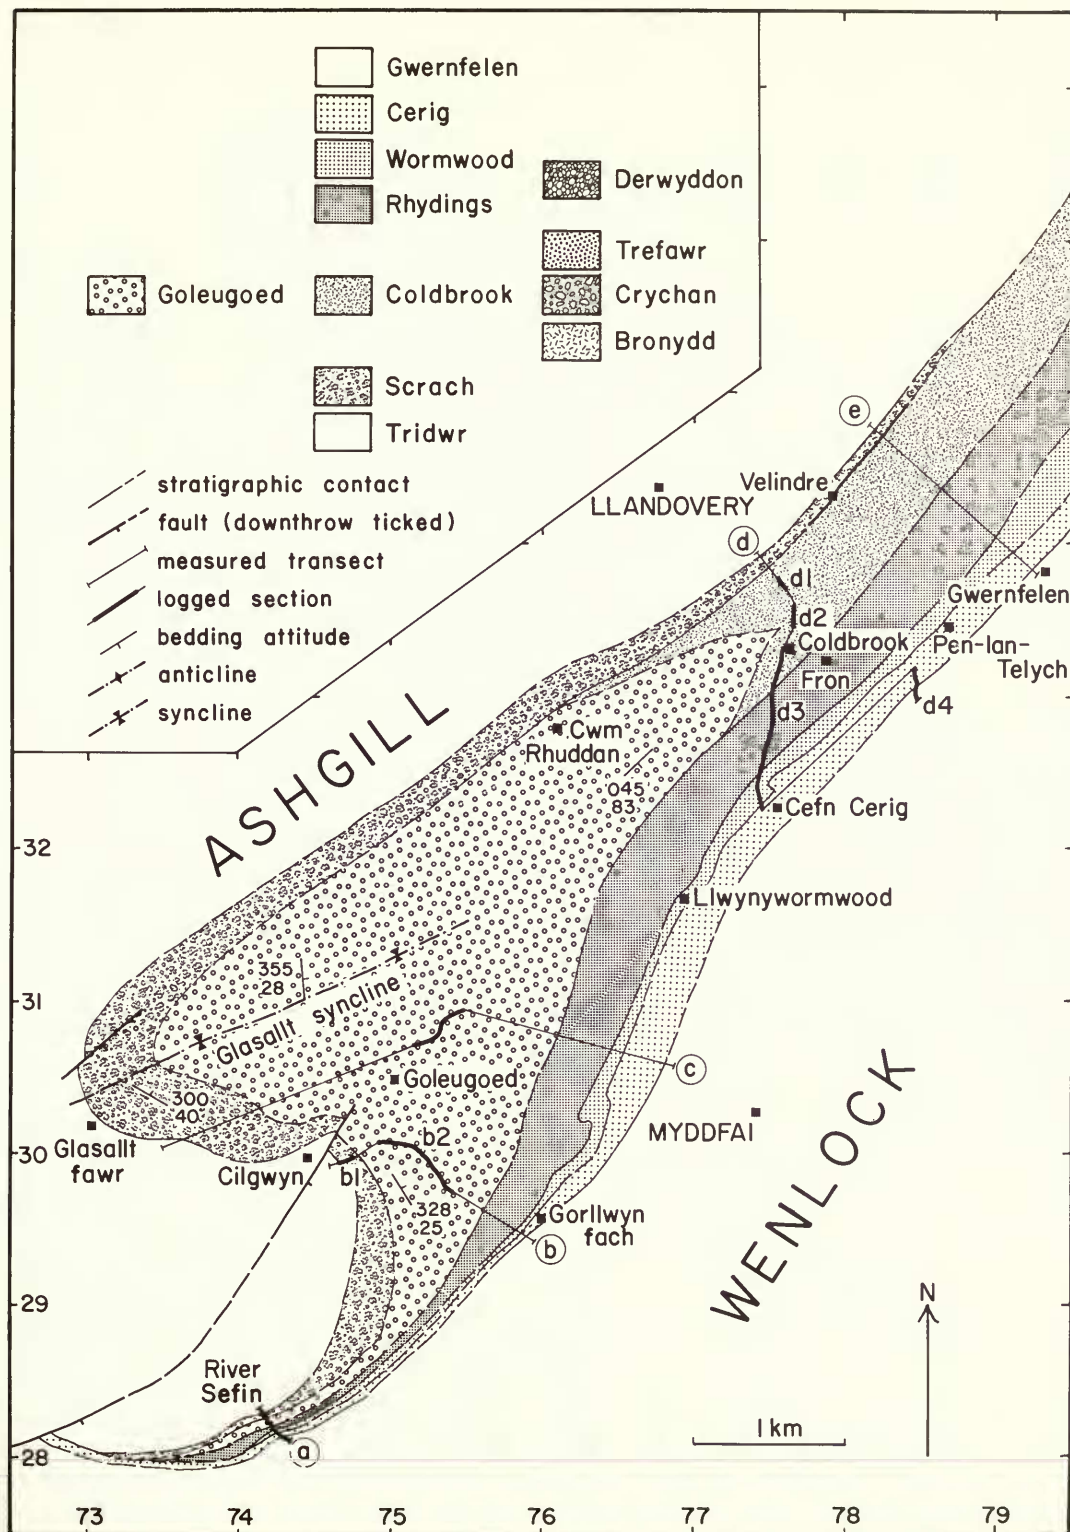 Gwernfelen
Cerig
Wormwood
Rhydings
Derwyddon
Trefawr
Goleugoed
Coldbrook
Crychan
Bronydd
Scrach
Tridwr
stratigraphic contact
fault (downthrow ticked)
measured transect
logged section
bedding attitude
anticline
syncline
LLANDOVERY
Velindre
e
d
d1
d2
Coldbrook
Fron
Gwernfelen
Pen-lan-
Telych
d3
d4
Cefn Cerig
Cwm
Rhuddan
045
83
ASHGILL
Llwynywormwood
355
28
Glasallt syncline
c
Goleugoed
300
40
Glasallt
fawr
Cilgwyn
b1
b2
328
25
MYDDFAI
Gorllwyn
fach
b
WENLOCK
River
Sefin
a
N
1 km
32
31
30
29
28
73
74
75
76
77
78
79